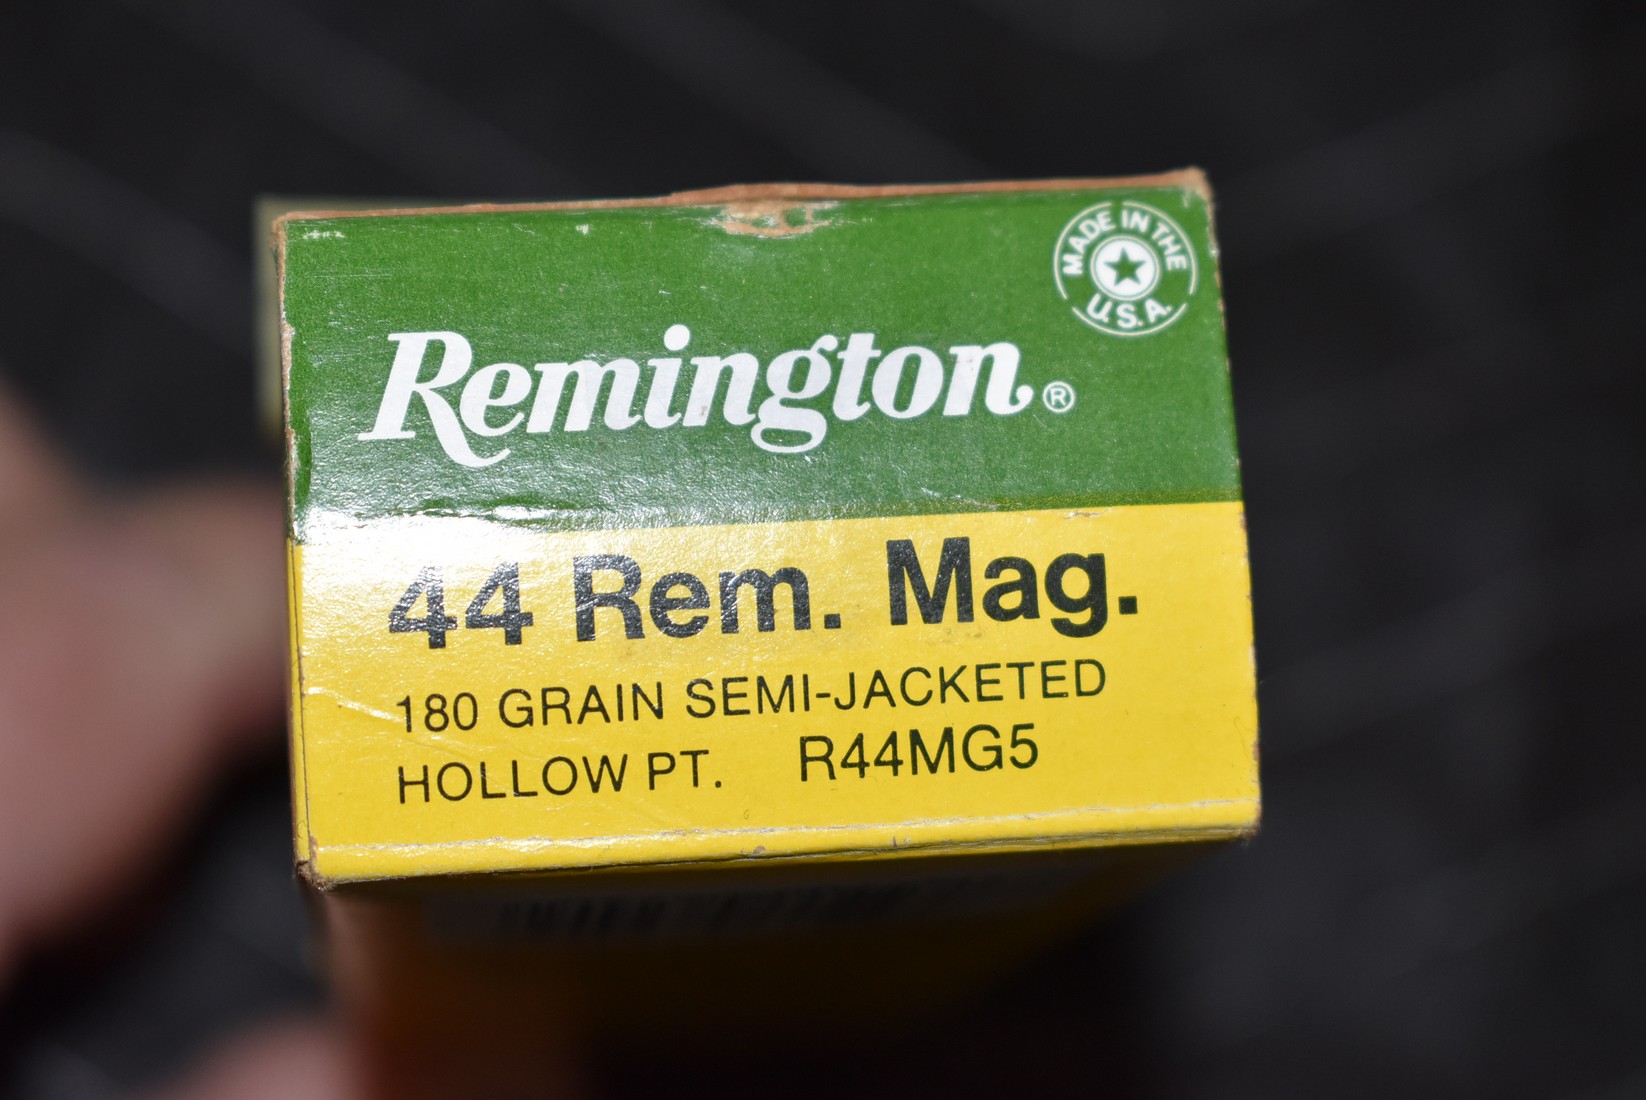 MADE IN THE
U.S.A.
Remington®
44 Rem. Mag.
180 GRAIN SEMI-JACKETED
HOLLOW PT. R44MG5